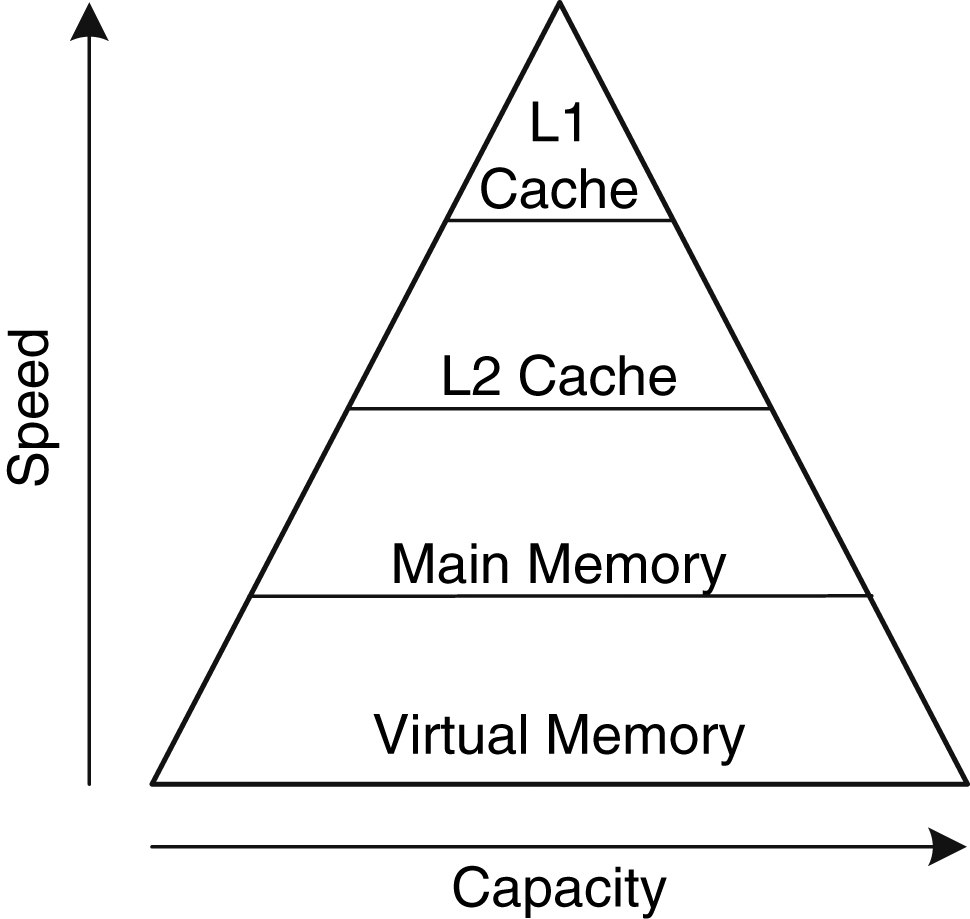 L1
Cache
L2 Cache
Main Memory
Virtual Memory
Speed
Capacity